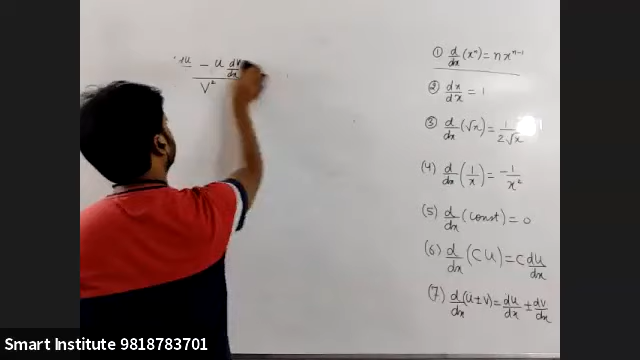 du - u dv/dx
V²
① d/dx (xⁿ) = n xⁿ⁻¹
② dx/dx = 1
③ d/dx (√x) = 1/2√x
(4) d/dx (1/x) = -1/x²
(5) d/dx (const) = 0
(6) d/dx (CU) = C dU/dx
(7) d/dx (u ± v) = du/dx ± dv/dx
Smart Institute 9818783701